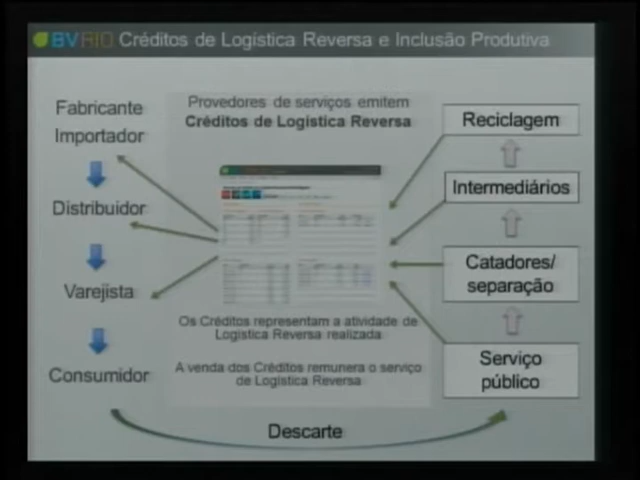 BVRIO Créditos de Logística Reversa e Inclusão Produtiva
Fabricante
Importador
Distribuidor
Varejista
Consumidor
Provedores de serviços emitem
Créditos de Logística Reversa
Os Créditos representam a atividade de
Logística Reversa realizada
A venda dos Créditos remunera o serviço
de Logística Reversa
Reciclagem
Intermediários
Catadores/
separação
Serviço
público
Descarte